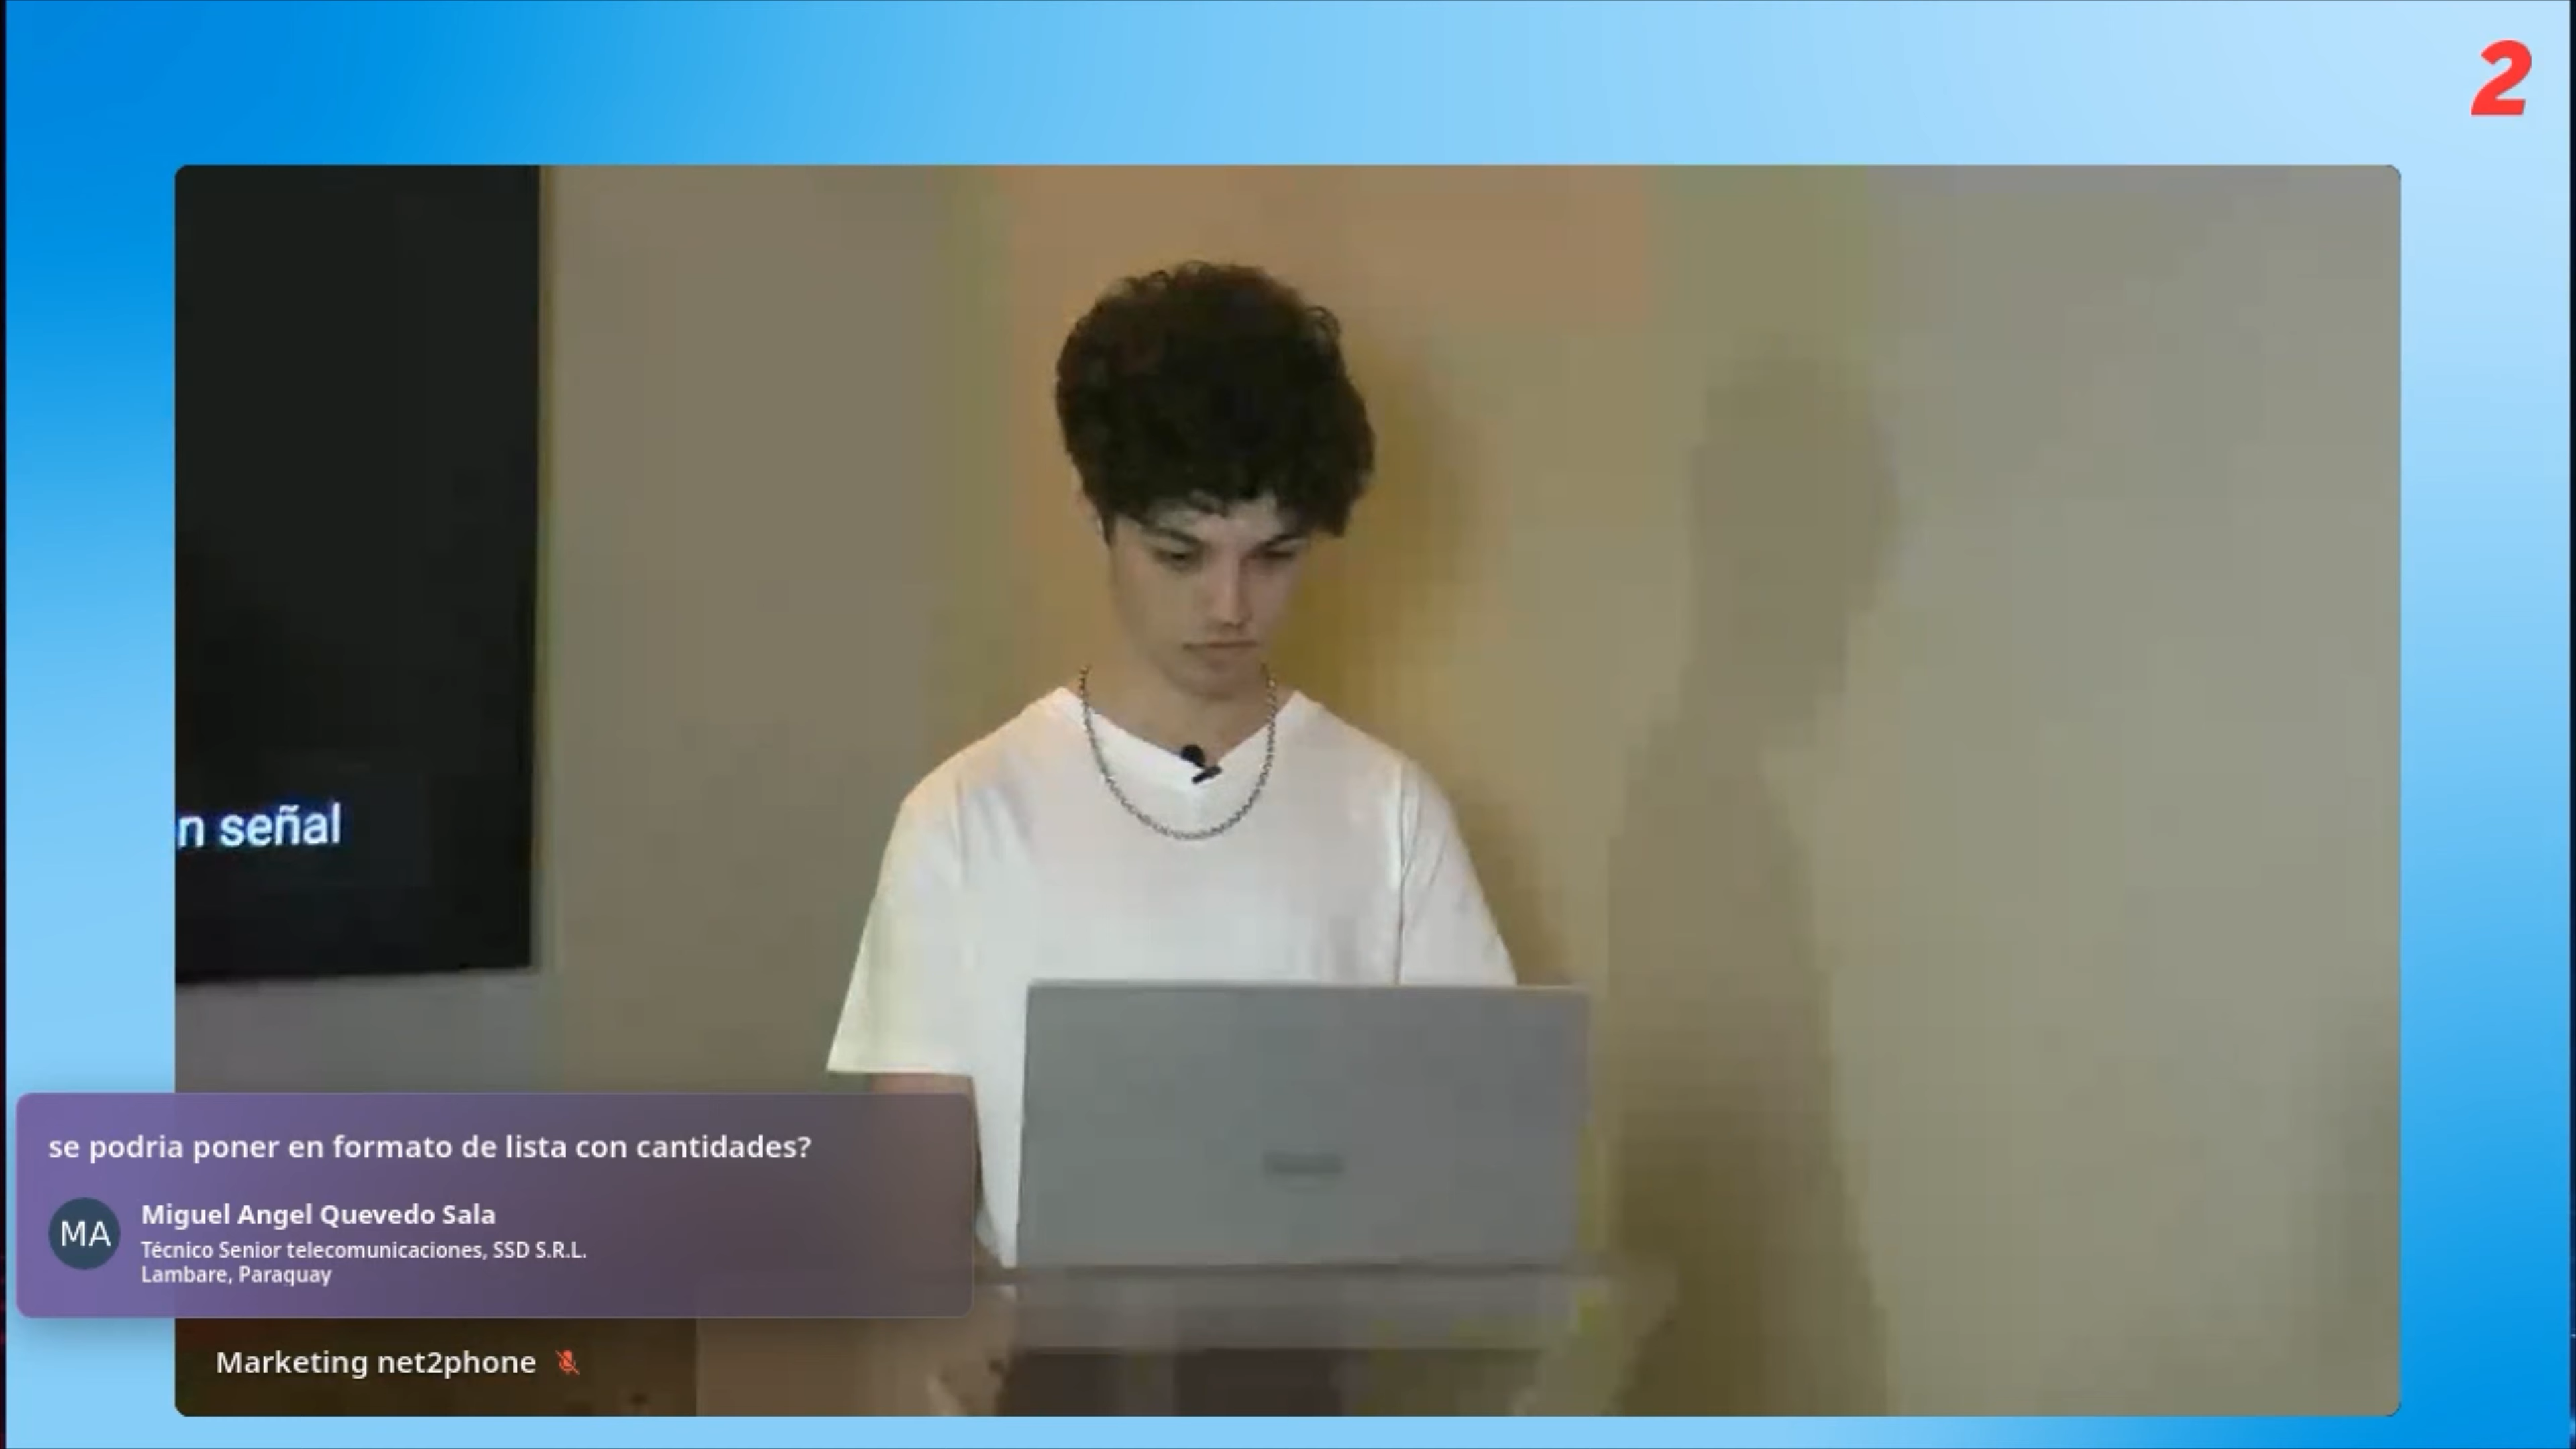 2
n señal
se podria poner en formato de lista con cantidades?
MA
Miguel Angel Quevedo Sala
Técnico Senior telecomunicaciones, SSD S.R.L.
Lambare, Paraguay
Marketing net2phone